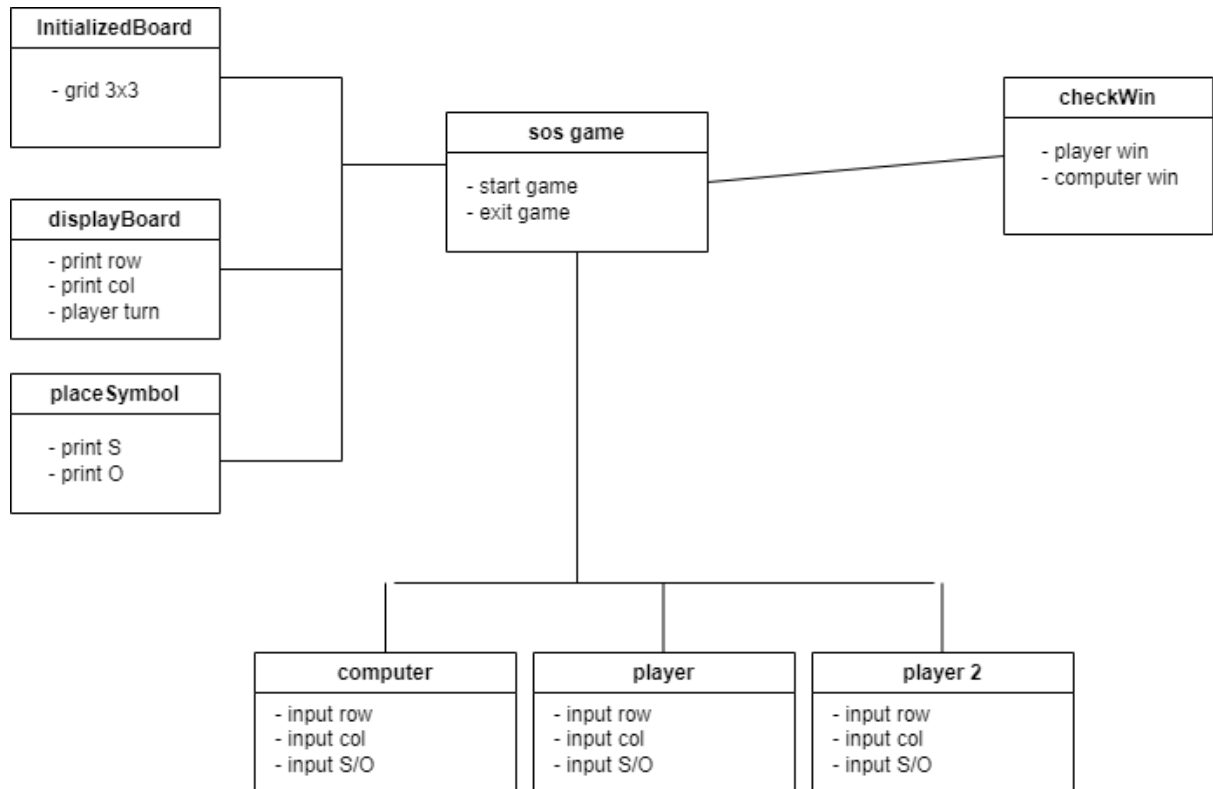 InitializedBoard
- grid 3x3
displayBoard
- print row
- print col
- player turn
placeSymbol
- print S
- print O
sos game
- start game
- exit game
checkWin
- player win
- computer win
computer
- input row
- input col
- input S/O
player
- input row
- input col
- input S/O
player 2
- input row
- input col
- input S/O